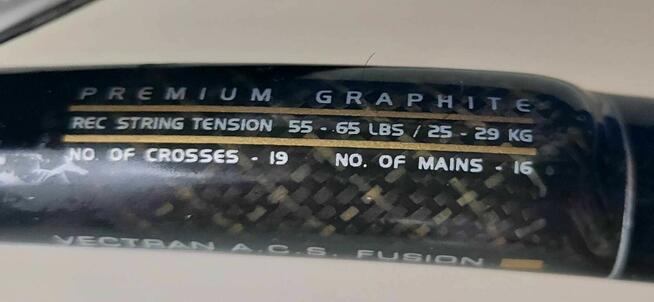 PREMIUM GRAPHITE
REC STRING TENSION 55 - 65 LBS / 25 - 29 KG
NO. OF CROSSES - 19 NO. OF MAINS - 16
VECTRAN A.C.S. FUSION